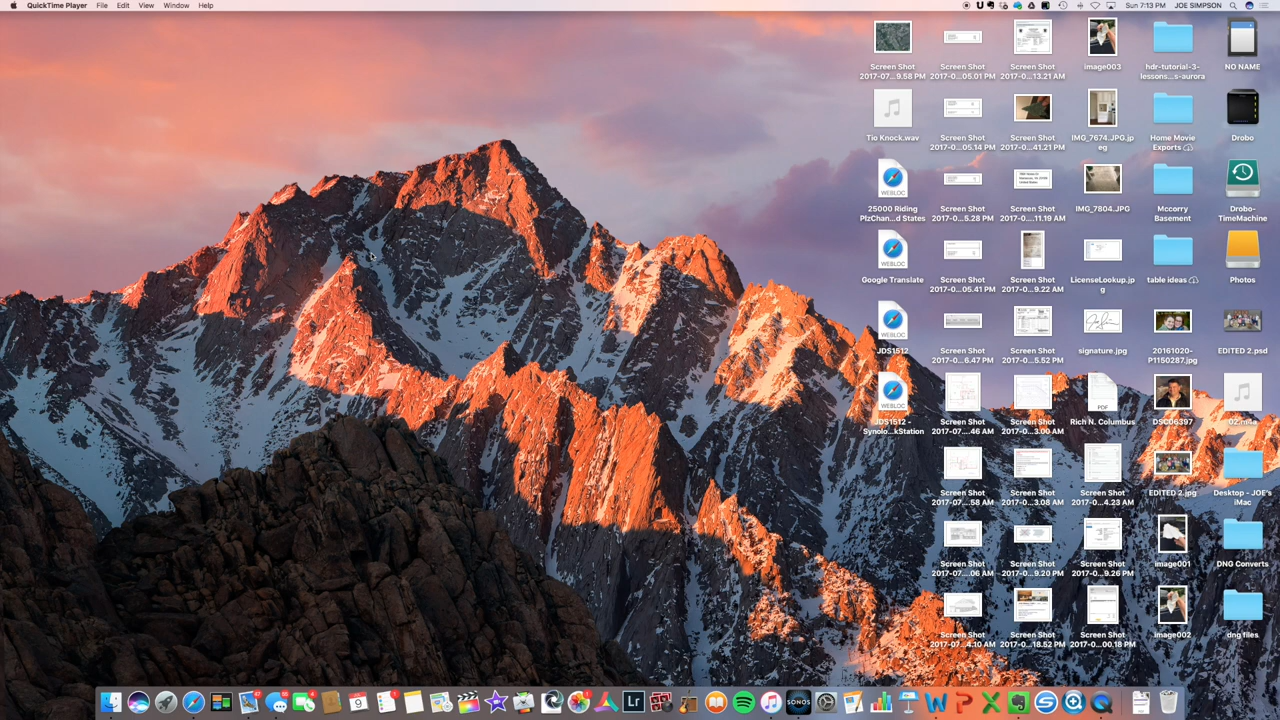 QuickTime Player File Edit View Window Help Sun 7:13 PM JOE SIMPSON
Screen Shot
2017-07...9.58 PM
Screen Shot
2017-0...05.01 PM
Screen Shot
2017-0...13.21 AM
image003
hdr-tutorial-3-
lessons...s-aurora
NO NAME
Tio Knock.wav
Screen Shot
2017-0...05.14 PM
Screen Shot
2017-0...41.21 PM
IMG_7674.JPG.jp
eg
Home Movie
Exports
Drobo
WEBLOC
25000 Riding
PlzChan...d States
Screen Shot
2017-0...5.28 PM
Screen Shot
2017-0....11.19 AM
IMG_7804.JPG
Mccorry
Basement
Drobo-
TimeMachine
WEBLOC
Google Translate
Screen Shot
2017-0...05.41 PM
Screen Shot
2017-0...9.22 AM
LicenseLookup.jp
g
table ideas
Photos
WEBLOC
JDS1512
Screen Shot
2017-0...6.47 PM
Screen Shot
2017-0...5.52 PM
signature.jpg
20161020-
P1150287.jpg
EDITED 2.psd
WEBLOC
JDS1512 -
Synolo...kStation
Screen Shot
2017-07....46 AM
Screen Shot
2017-0...3.00 AM
PDF
Rich N. Columbus
DSC06397
02.m4a
Screen Shot
2017-07....58 AM
Screen Shot
2017-0...3.08 AM
Screen Shot
2017-0...4.23 AM
EDITED 2.jpg
Desktop - JOE's
iMac
Screen Shot
2017-07....06 AM
Screen Shot
2017-0...9.20 PM
Screen Shot
2017-0...9.26 PM
image001
DNG Converts
Screen Shot
2017-07...4.10 AM
Screen Shot
2017-0...18.52 PM
Screen Shot
2017-0...00.18 PM
image002
dng files
9
Lr
SONOS